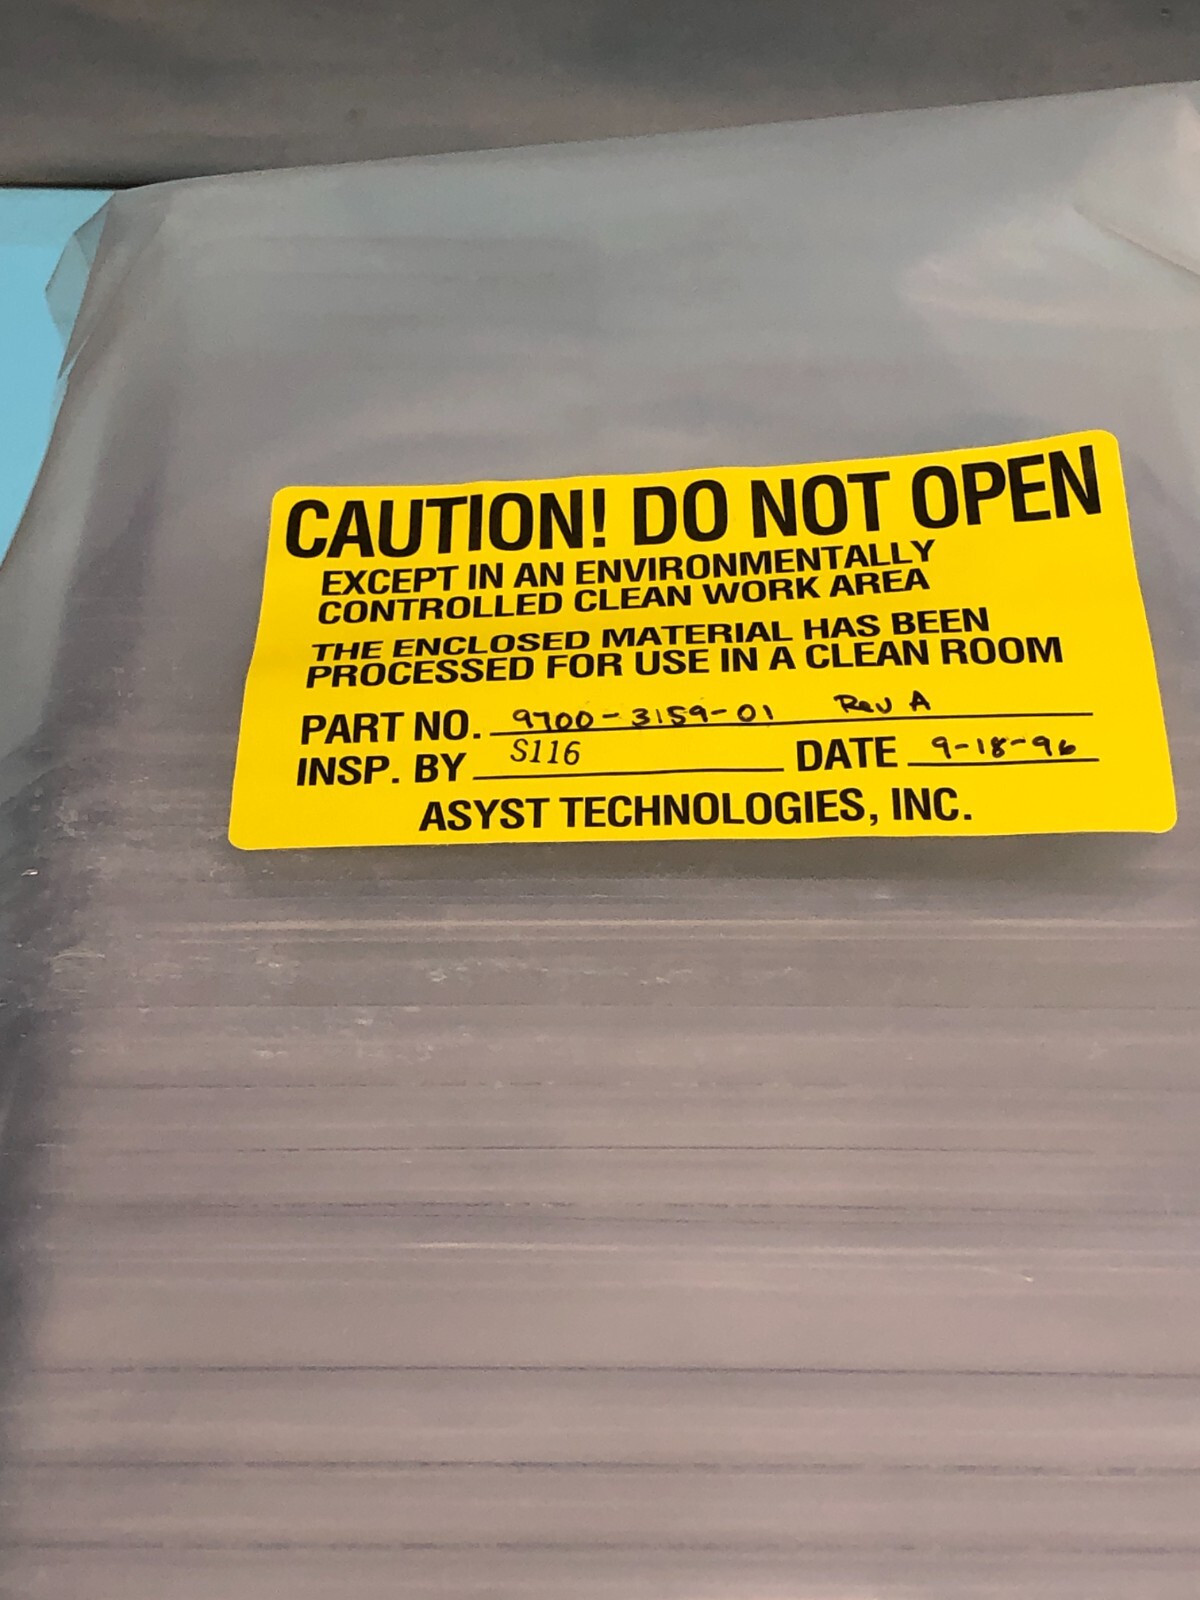 CAUTION! DO NOT OPEN
EXCEPT IN AN ENVIRONMENTALLY
CONTROLLED CLEAN WORK AREA
THE ENCLOSED MATERIAL HAS BEEN
PROCESSED FOR USE IN A CLEAN ROOM
PART NO. 9700-3159-01 Rev A
INSP. BY S116 DATE 9-18-96
ASYST TECHNOLOGIES, INC.